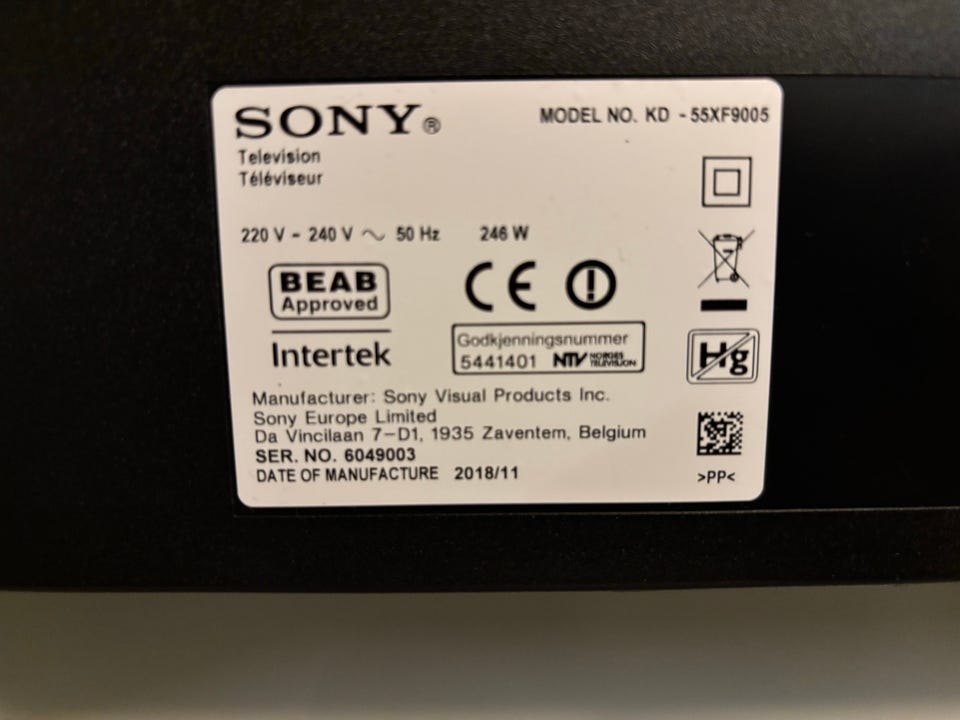 SONY®
MODEL NO. KD - 55XF9005
Television
Téléviseur
220 V - 240 V ~ 50 Hz 246 W
BEAB
Approved
Intertek
CE
Godkjenningsnummer
5441401 NTV NORGES TELEVISJON
Hg
Manufacturer: Sony Visual Products Inc.
Sony Europe Limited
Da Vincilaan 7-D1, 1935 Zaventem, Belgium
SER. NO. 6049003
DATE OF MANUFACTURE 2018/11
>PP<